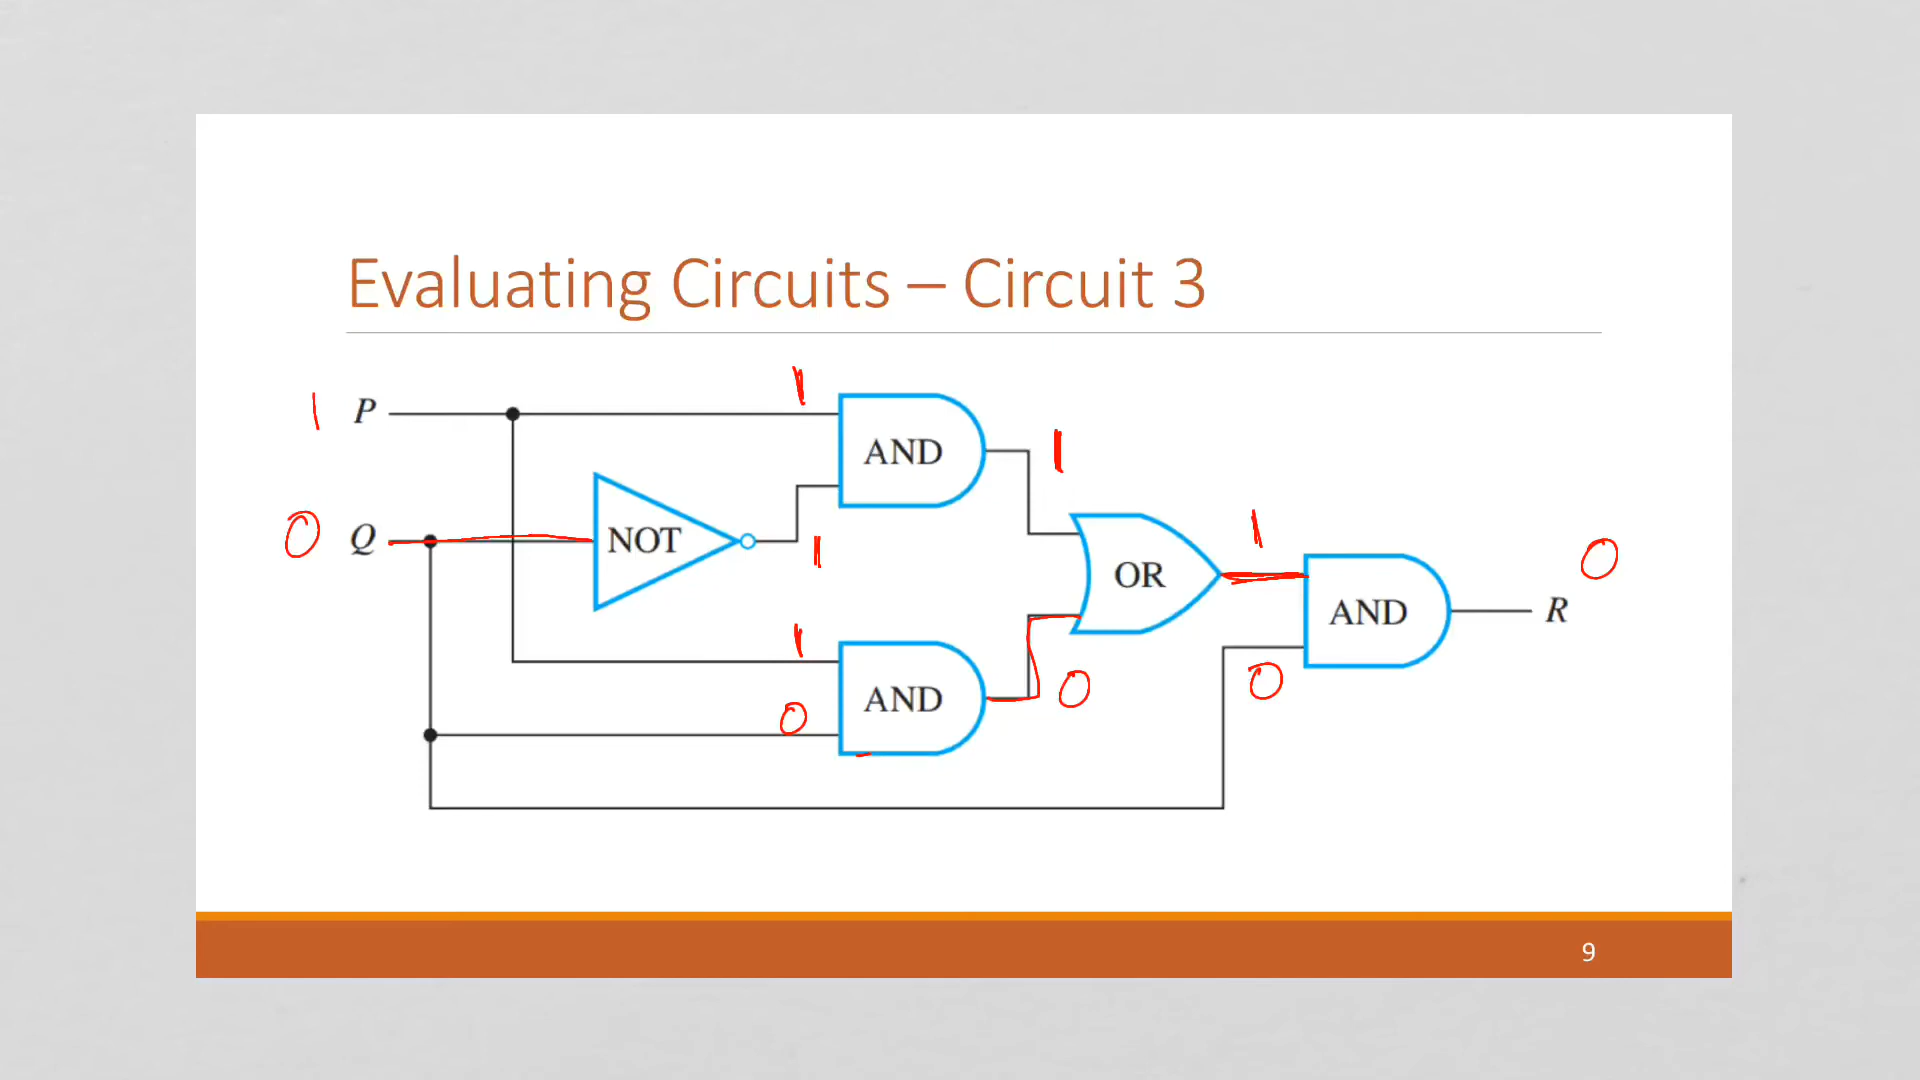 Evaluating Circuits – Circuit 3
1 P 1
AND
1
0 Q
NOT
1
OR
1
0
AND
R
1
0
AND
0
0
9